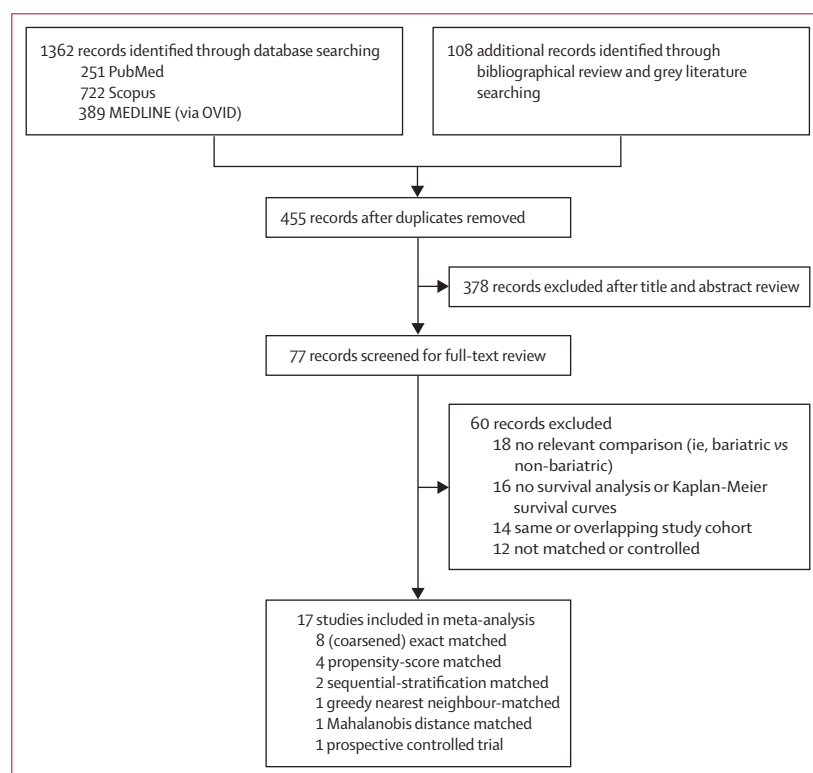 1362 records identified through database searching
251 PubMed
722 Scopus
389 MEDLINE (via OVID)
108 additional records identified through
bibliographical review and grey literature
searching
455 records after duplicates removed
378 records excluded after title and abstract review
77 records screened for full-text review
60 records excluded
18 no relevant comparison (ie, bariatric vs
non-bariatric)
16 no survival analysis or Kaplan-Meier
survival curves
14 same or overlapping study cohort
12 not matched or controlled
17 studies included in meta-analysis
8 (coarsened) exact matched
4 propensity-score matched
2 sequential-stratification matched
1 greedy nearest neighbour-matched
1 Mahalanobis distance matched
1 prospective controlled trial